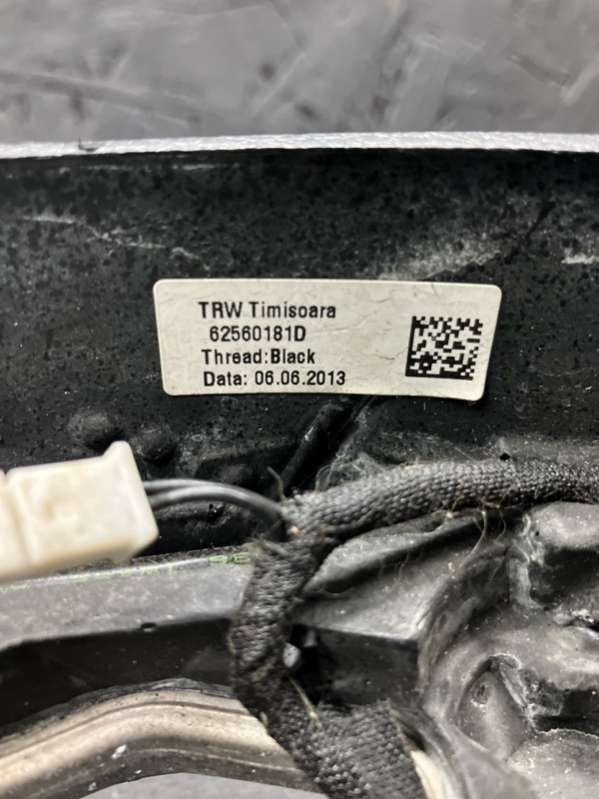 TRW Timisoara
62560181D
Thread:Black
Data: 06.06.2013